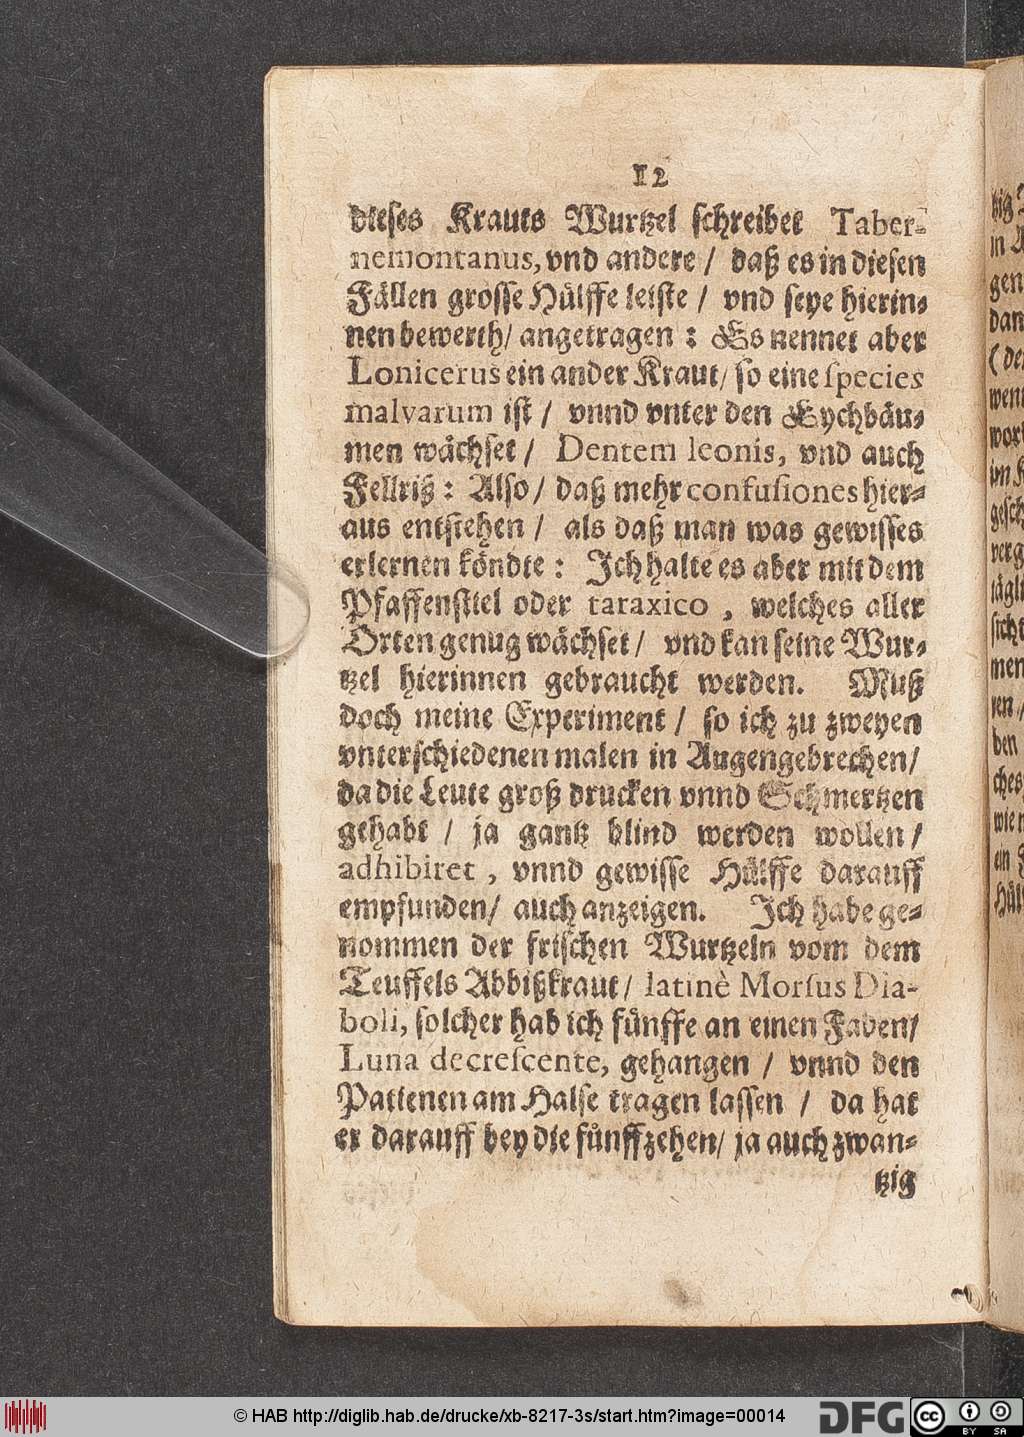 12
dieses Krauts Wurtzel schreibet Taber-
nemontanus, vnd andere / daß es in diesen
Fällen grosse Hülffe leiste / vnd seye hierin-
nen bewerth / angetragen : Es nennet aber
Lonicerus ein ander Kraut / so eine species
malvarum ist / vnnd vnter den Eychbäu-
men wächset / Dentem leonis, vnd auch
Fellriß : Also / daß mehr confusiones hier-
aus entstehen / als daß man was gewisses
erlernen köndte : Ich halte es aber mit dem
Pfaffenstiel oder taraxico , welches aller
Orten genug wächset / vnd kan seine Wur-
tzel hierinnen gebraucht werden. Muß
doch meine Experiment / so ich zu zweyen
vnterschiedenen malen in Augengebrechen /
da die Leute groß drucken vnnd Schmertzen
gehabt / ja gantz blind werden wollen /
adhibiret , vnnd gewisse Hülffe darauff
empfunden / auch anzeigen. Ich habe ge-
nommen der frischen Wurtzeln vom dem
Teuffels Abbißkraut / latinè Morsus Dia-
boli, solcher hab ich fünffe an einen Faden /
Luna decrescente, gehangen / vnnd den
Patienen am Halse tragen lassen / da hat
er darauff bey die fünffzehen / ja auch zwan-
tzig
© HAB http://diglib.hab.de/drucke/xb-8217-3s/start.htm?image=00014
DFG
cc
BY SA